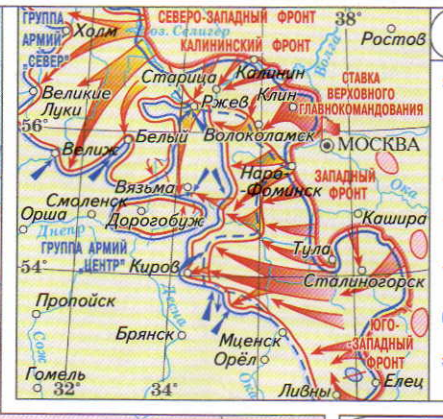 СЕВЕРО-ЗАПАДНЫЙ ФРОНТ
38°
ГРУППА
АРМИЙ
„СЕВЕР“
Холм
оз. Селигер
КАЛИНИНСКИЙ ФРОНТ
Волга
Ростов
Старица
Калинин
Великие
Луки
Ржев
Клин
СТАВКА
ВЕРХОВНОГО
ГЛАВНОКОМАНДОВАНИЯ
56°
Белый
Волоколамск
МОСКВА
Велиж
Наро-
-Фоминск
ЗАПАДНЫЙ
ФРОНТ
Вязьма
Ока
Смоленск
Орша
Дорогобуж
Кашира
Днепр
ГРУППА АРМИЙ
„ЦЕНТР“
Тула
54°
Киров
Сталиногорск
Пропойск
Десна
ЮГО-
-ЗАПАДНЫЙ
ФРОНТ
Брянск
Мценск
Орёл
Сож
Гомель
32°
34°
Ока
Ливны
Елец